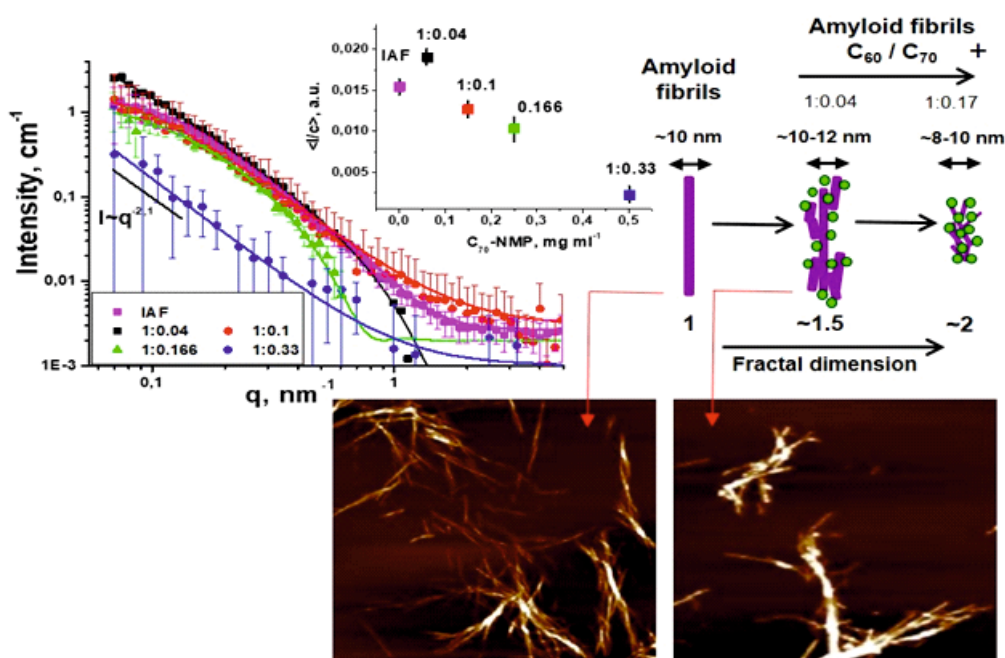 Intensity, cm⁻¹
1
0,1
0,01
1E-3
I~q⁻²·¹
IAF
1:0.04
1:0.1
1:0.166
1:0.33
0,1
1
q, nm⁻¹
<I/c>, a.u.
0,020
0,015
0,010
0,005
IAF
1:0.04
1:0.1
0.166
1:0.33
0,0
0,1
0,2
0,3
0,4
0,5
C₇₀-NMP, mg ml⁻¹
Amyloid
fibrils
Amyloid fibrils
C₆₀ / C₇₀ +
1:0.04
1:0.17
~10 nm
~10-12 nm
~8-10 nm
1
~1.5
~2
Fractal dimension